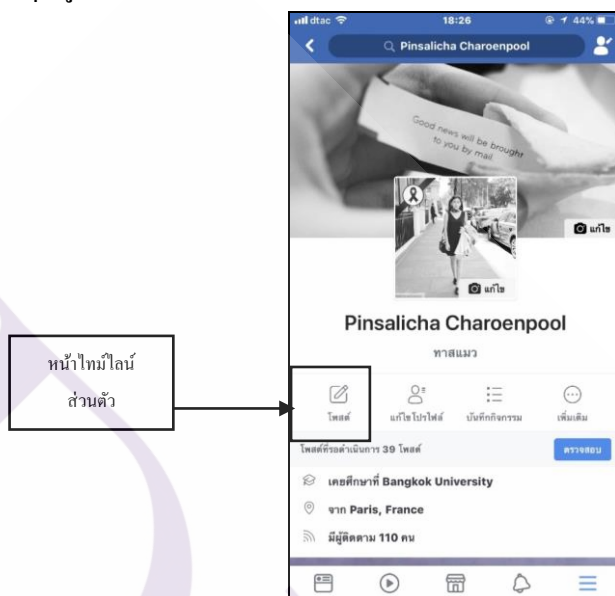 dtac 18:26 44%
Pinsalicha Charoenpool
Good news will be brought
to you by mail.
แก้ไข
แก้ไข
Pinsalicha Charoenpool
ทาสแมว
หน้าไทม์ไลน์
ส่วนตัว
โพสต์ แก้ไขโปรไฟล์ บันทึกกิจกรรม เพิ่มเติม
โพสต์ที่รอดำเนินการ 39 โพสต์ ตรวจสอบ
เคยศึกษาที่ Bangkok University
จาก Paris, France
มีผู้ติดตาม 110 คน